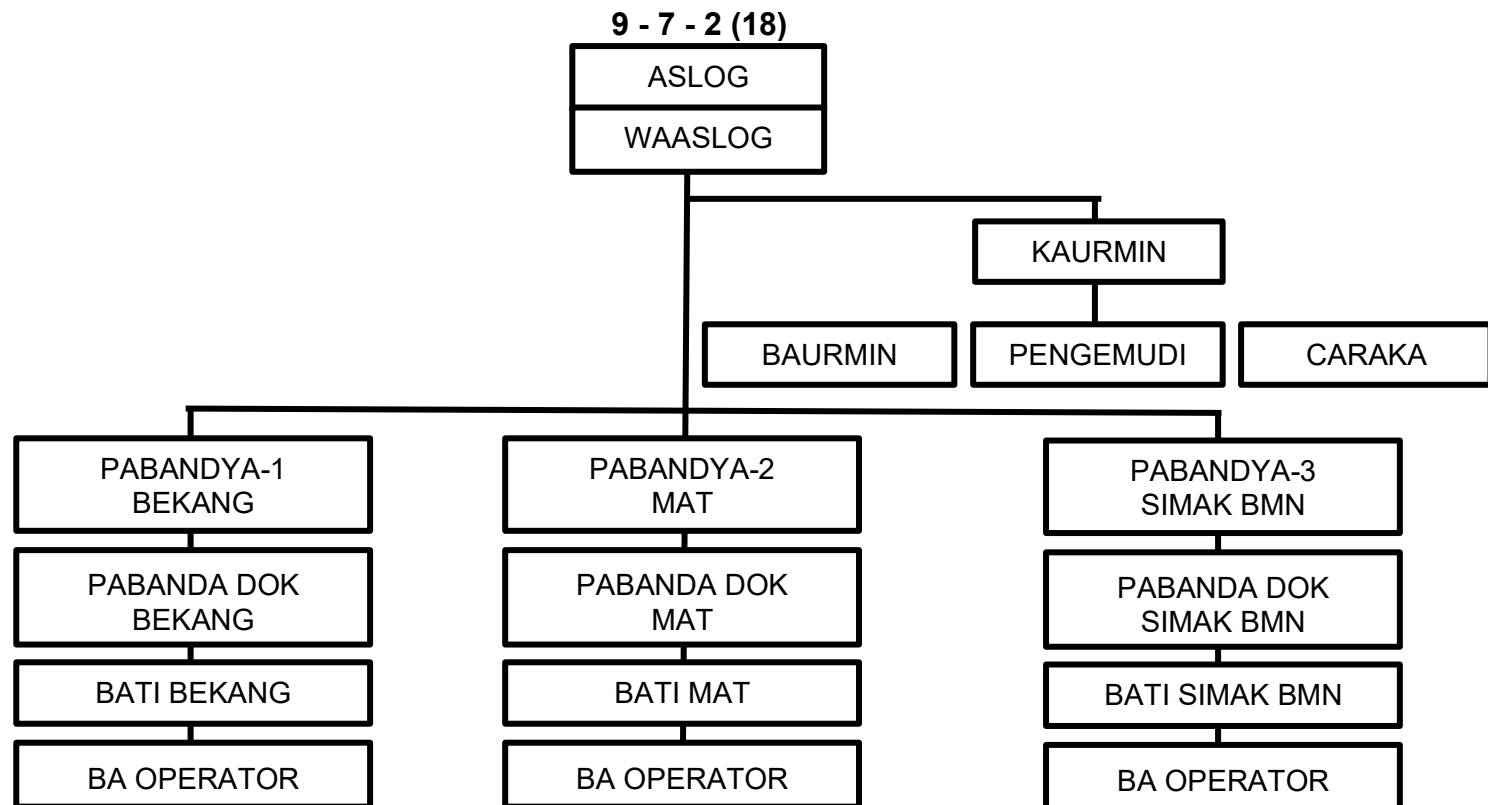 9 - 7 - 2 (18)
ASLOG
WAASLOG
KAURMIN
BAURMIN
PENGEMUDI
CARAKA
PABANDYA-1
BEKANG
PABANDYA-2
MAT
PABANDYA-3
SIMAK BMN
PABANDA DOK
BEKANG
PABANDA DOK
MAT
PABANDA DOK
SIMAK BMN
BATI BEKANG
BATI MAT
BATI SIMAK BMN
BA OPERATOR
BA OPERATOR
BA OPERATOR